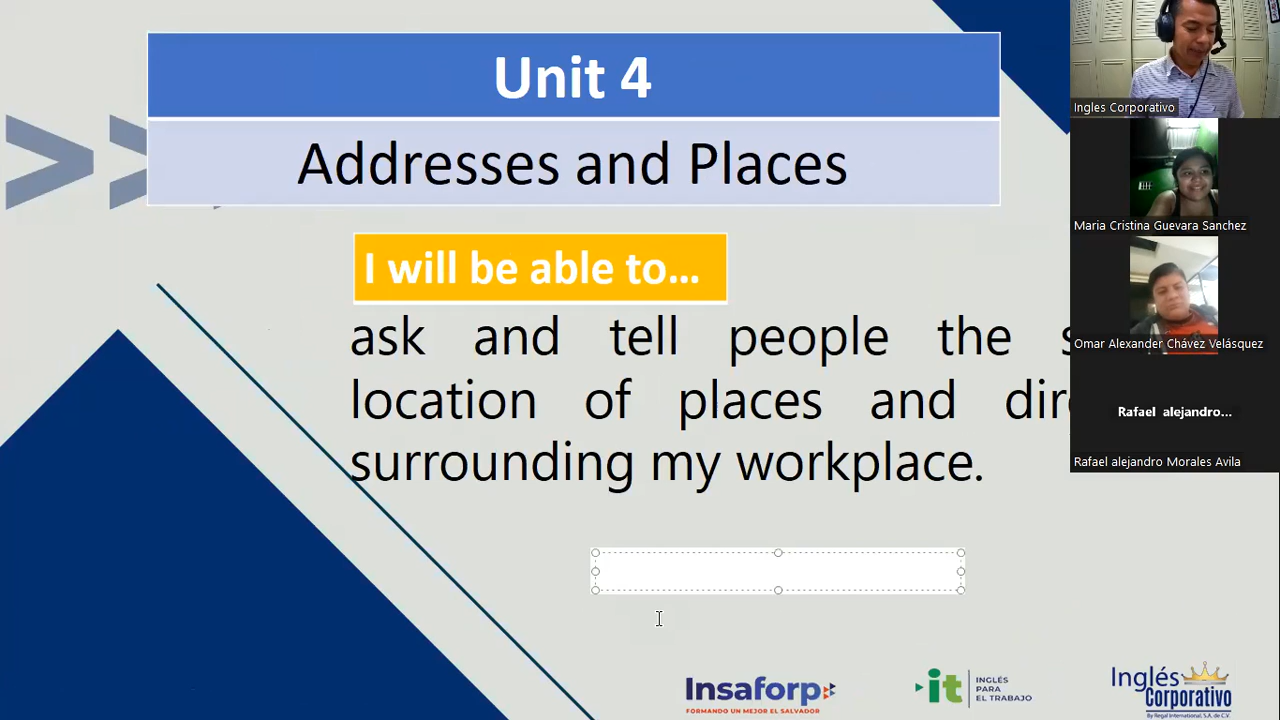 Unit 4
Addresses and Places
I will be able to...
ask and tell people the
location of places and
surrounding my workplace.
Ingles Corporativo
Maria Cristina Guevara Sanchez
Omar Alexander Chávez Velásquez
Rafael alejandro...
Rafael alejandro Morales Avila
Insaforp
FORMANDO UN MEJOR EL SALVADOR
it INGLÉS
PARA
EL TRABAJO
Inglés
Corporativo
By Regal International, S.A. de C.V.